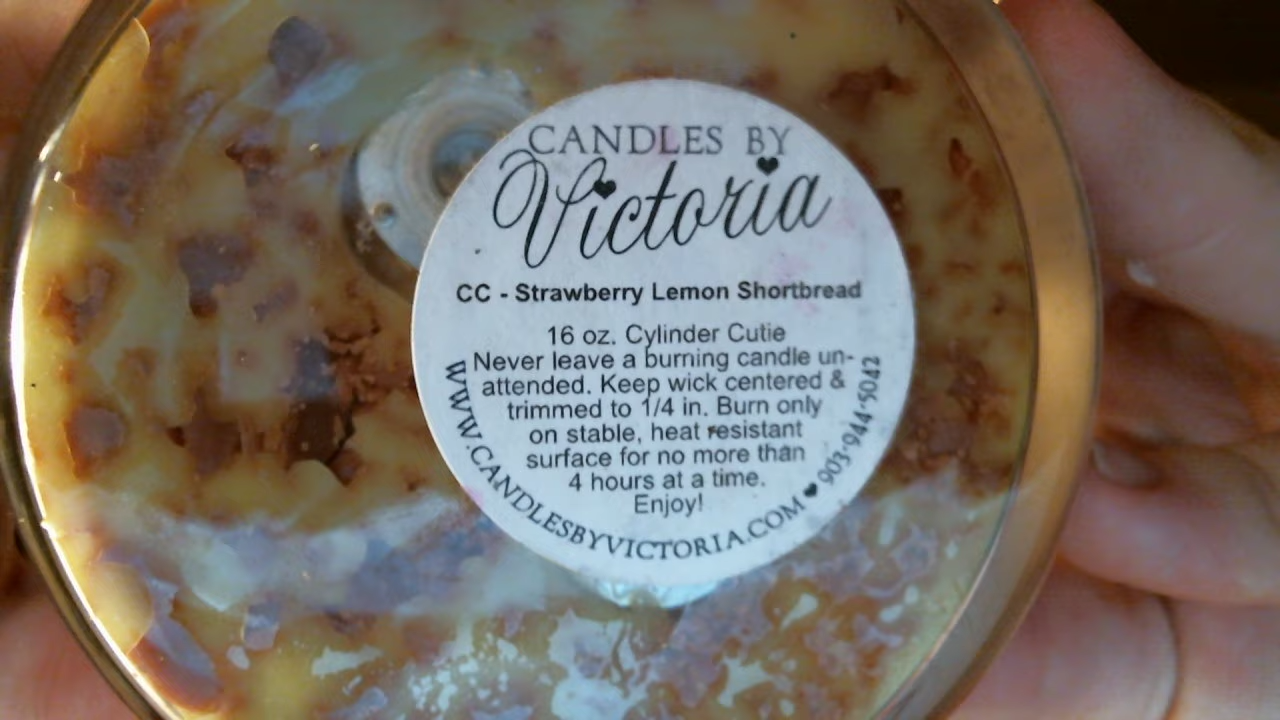 CANDLES BY
Victoria
CC - Strawberry Lemon Shortbread
16 oz. Cylinder Cutie
Never leave a burning candle un-
attended. Keep wick centered &
trimmed to 1/4 in. Burn only
on stable, heat resistant
surface for no more than
4 hours at a time.
Enjoy!
WWW.CANDLESBYVICTORIA.COM ♥ 903·944·5042